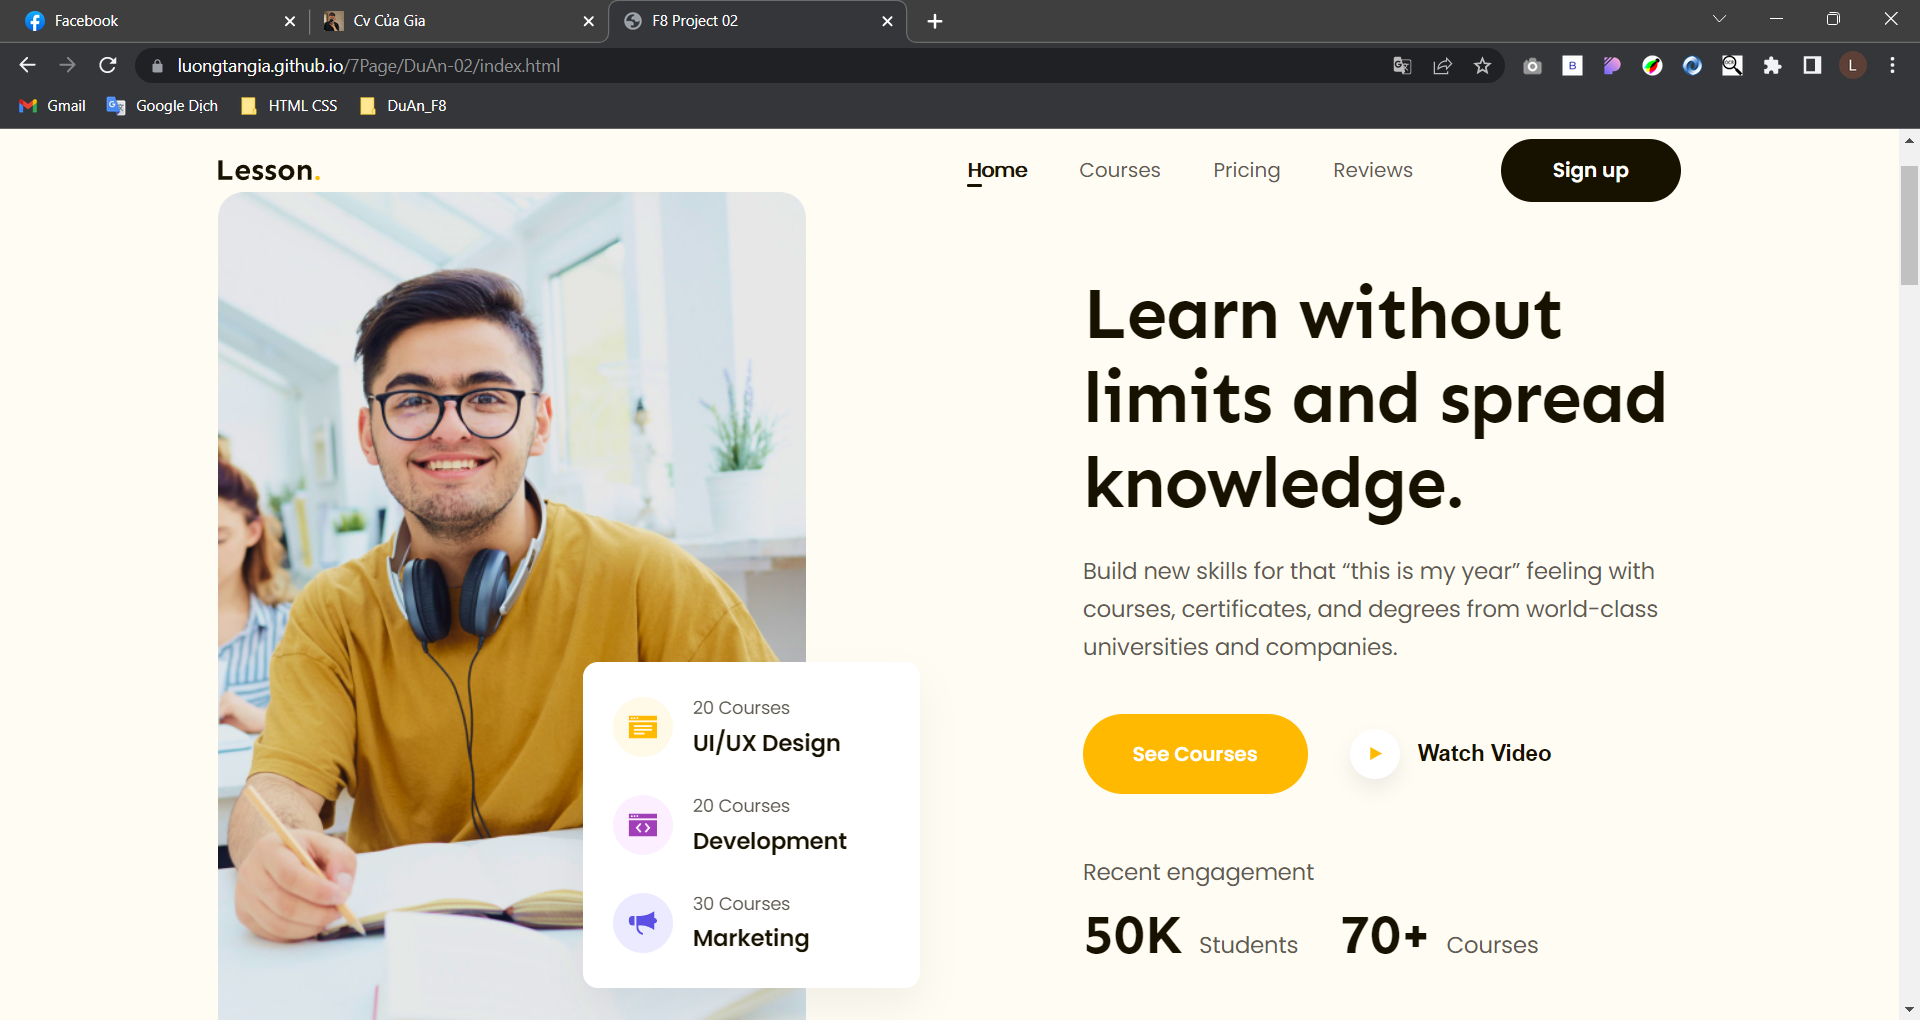 Facebook
Cv Của Gia
F8 Project 02
luongtangia.github.io/7Page/DuAn-02/index.html
B
L
Gmail
Google Dịch
HTML CSS
DuAn_F8
Lesson.
Home
Courses
Pricing
Reviews
Sign up
Learn without
limits and spread
knowledge.
Build new skills for that “this is my year” feeling with
courses, certificates, and degrees from world-class
universities and companies.
See Courses
Watch Video
20 Courses
UI/UX Design
20 Courses
Development
30 Courses
Marketing
Recent engagement
50K Students 70+ Courses